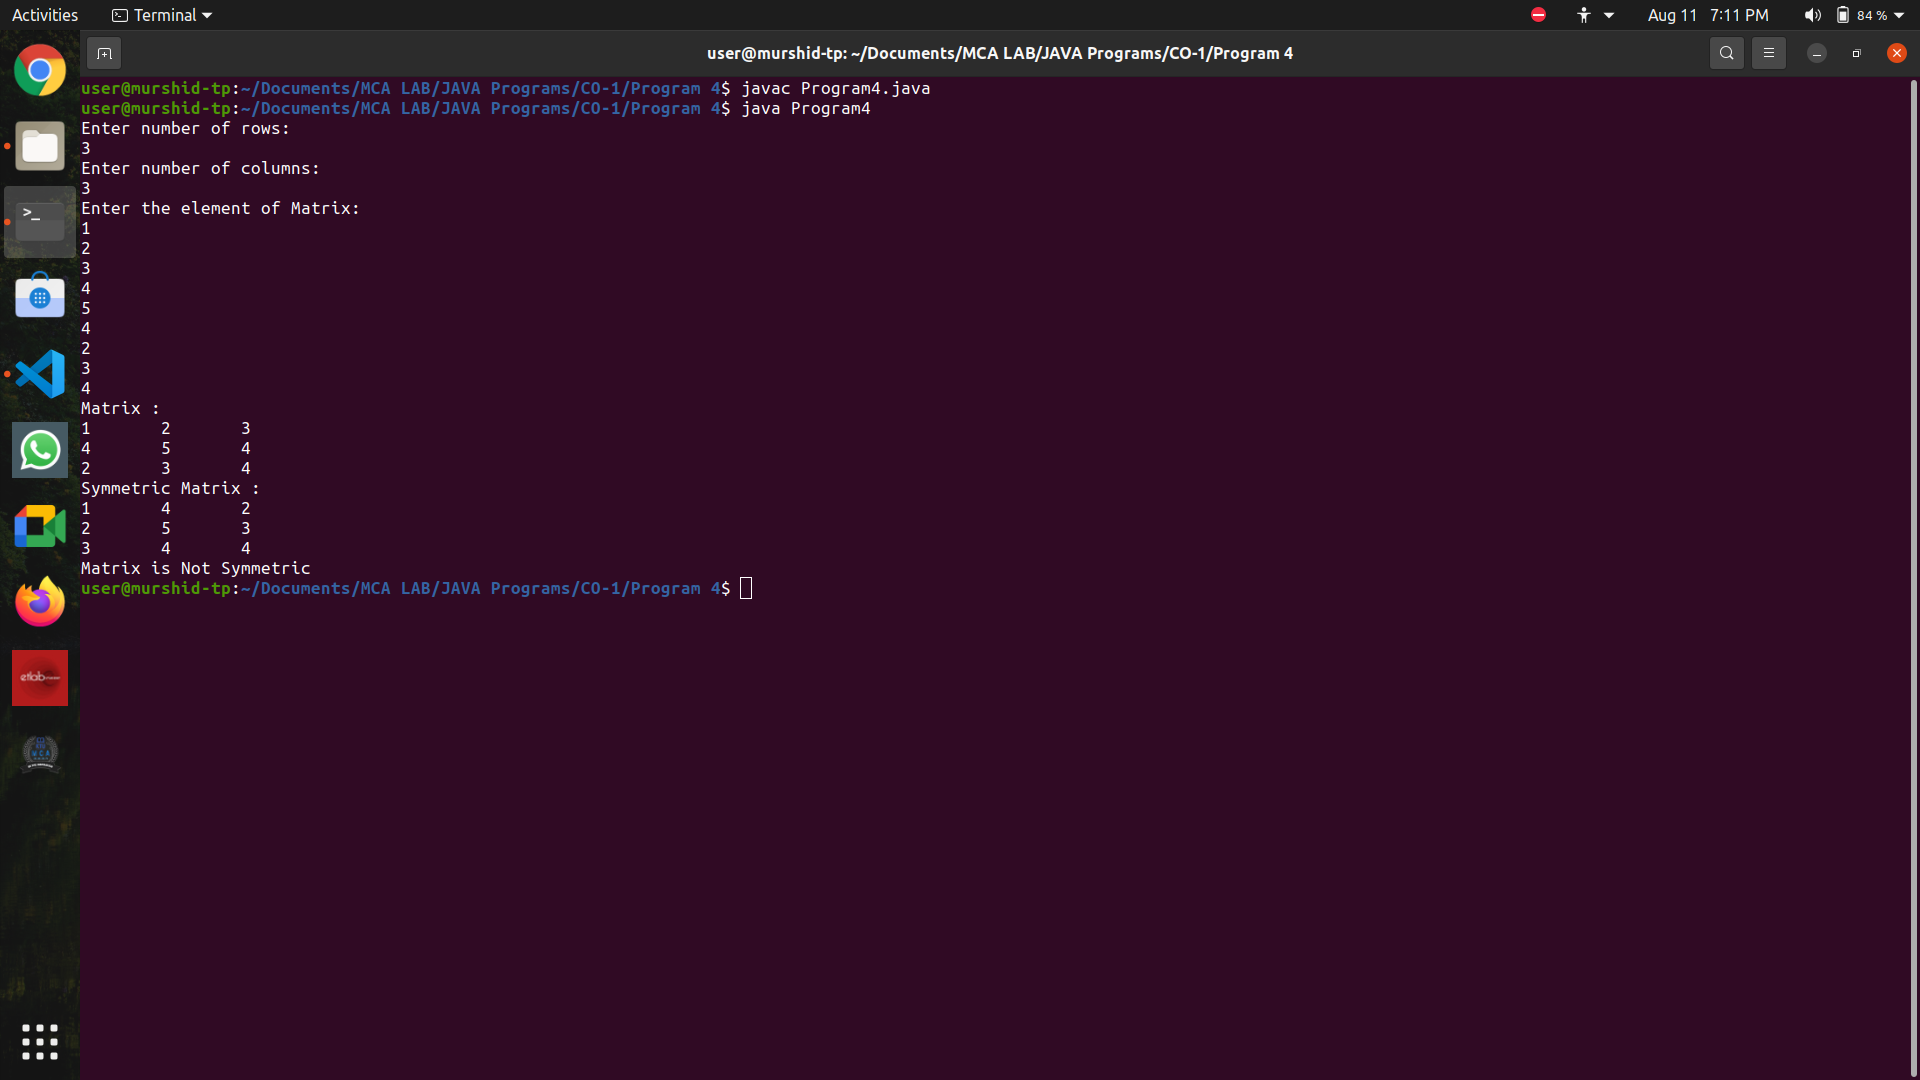 Activities Terminal Aug 11 7:11 PM 84 %
user@murshid-tp: ~/Documents/MCA LAB/JAVA Programs/CO-1/Program 4
user@murshid-tp:~/Documents/MCA LAB/JAVA Programs/CO-1/Program 4$ javac Program4.java
user@murshid-tp:~/Documents/MCA LAB/JAVA Programs/CO-1/Program 4$ java Program4
Enter number of rows:
3
Enter number of columns:
3
Enter the element of Matrix:
1
2
3
4
5
4
2
3
4
Matrix :
1 2 3
4 5 4
2 3 4
Symmetric Matrix :
1 4 2
2 5 3
3 4 4
Matrix is Not Symmetric
user@murshid-tp:~/Documents/MCA LAB/JAVA Programs/CO-1/Program 4$
>_
etlab
MCA